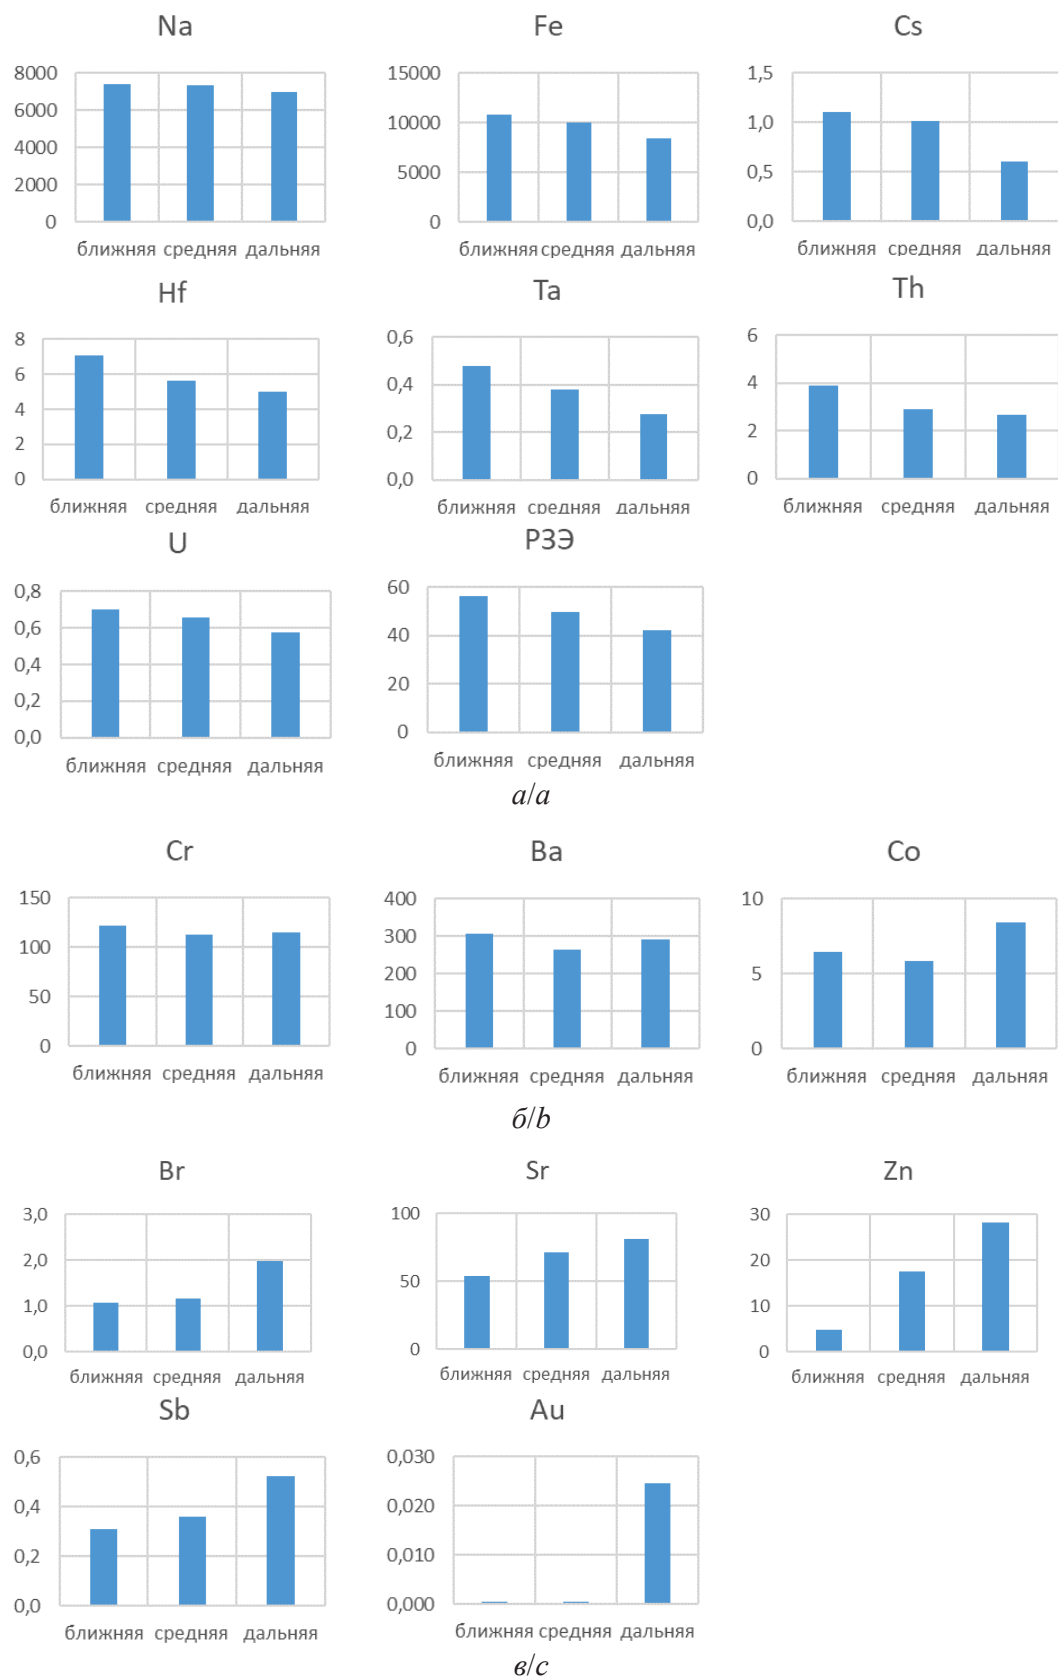 Na Fe Cs
8000 15000 1,5
6000 10000 1,0
4000 5000 0,5
2000 0 0,0
0
ближняя средняя дальняя ближняя средняя дальняя ближняя средняя дальняя
Hf Ta Th
8 0,6 6
6 0,4 4
4 0,2 2
2 0,0 0
0
ближняя средняя дальняя ближняя средняя дальняя ближняя средняя дальняя
U РЗЭ
0,8 60
0,6 40
0,4 20
0,2 0
0,0
ближняя средняя дальняя ближняя средняя дальняя
а/a
Cr Ba Co
150 400 10
100 300 5
50 200 0
0 100
0
ближняя средняя дальняя ближняя средняя дальняя ближняя средняя дальняя
б/b
Br Sr Zn
3,0 100 30
2,0 50 20
1,0 0 10
0,0 0
ближняя средняя дальняя ближняя средняя дальняя ближняя средняя дальняя
Sb Au
0,6 0,030
0,4 0,020
0,2 0,010
0,0 0,000
ближняя средняя дальняя ближняя средняя дальняя
в/c